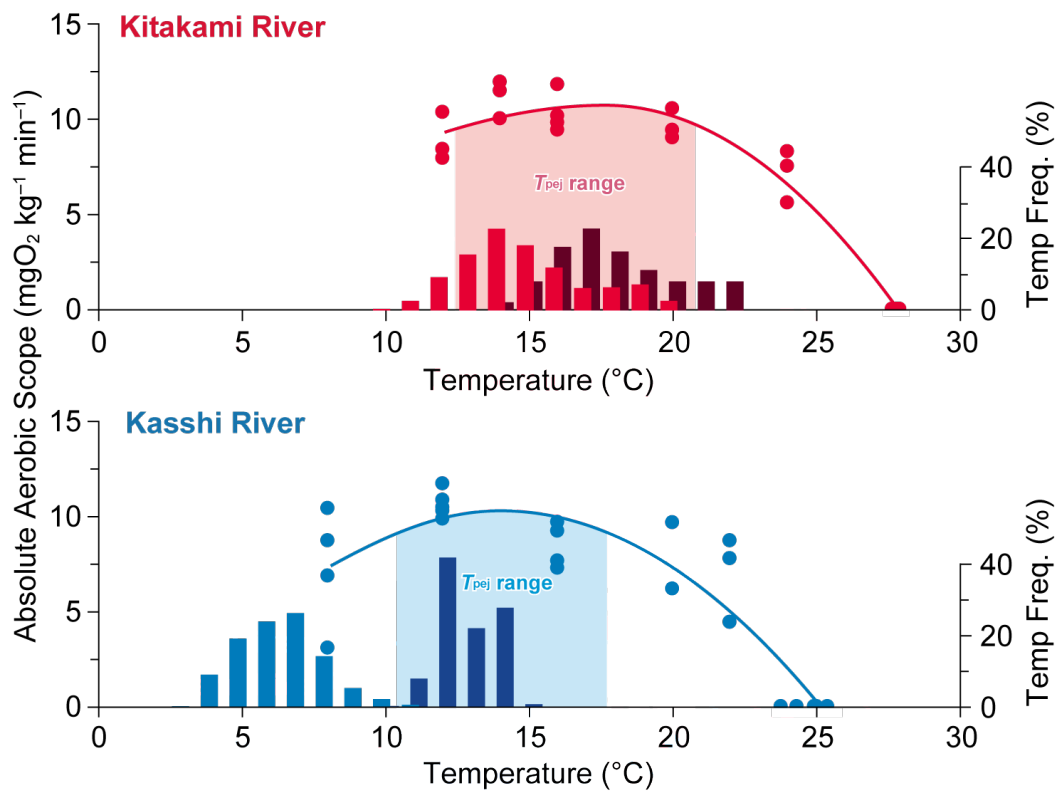 Kitakami River
15
10
5
0
Tpej range
40
20
0
Temp Freq. (%)
0 5 10 15 20 25 30
Temperature (°C)
Absolute Aerobic Scope (mgO₂ kg⁻¹ min⁻¹)
Kasshi River
15
10
5
0
Tpej range
40
20
0
Temp Freq. (%)
0 5 10 15 20 25 30
Temperature (°C)